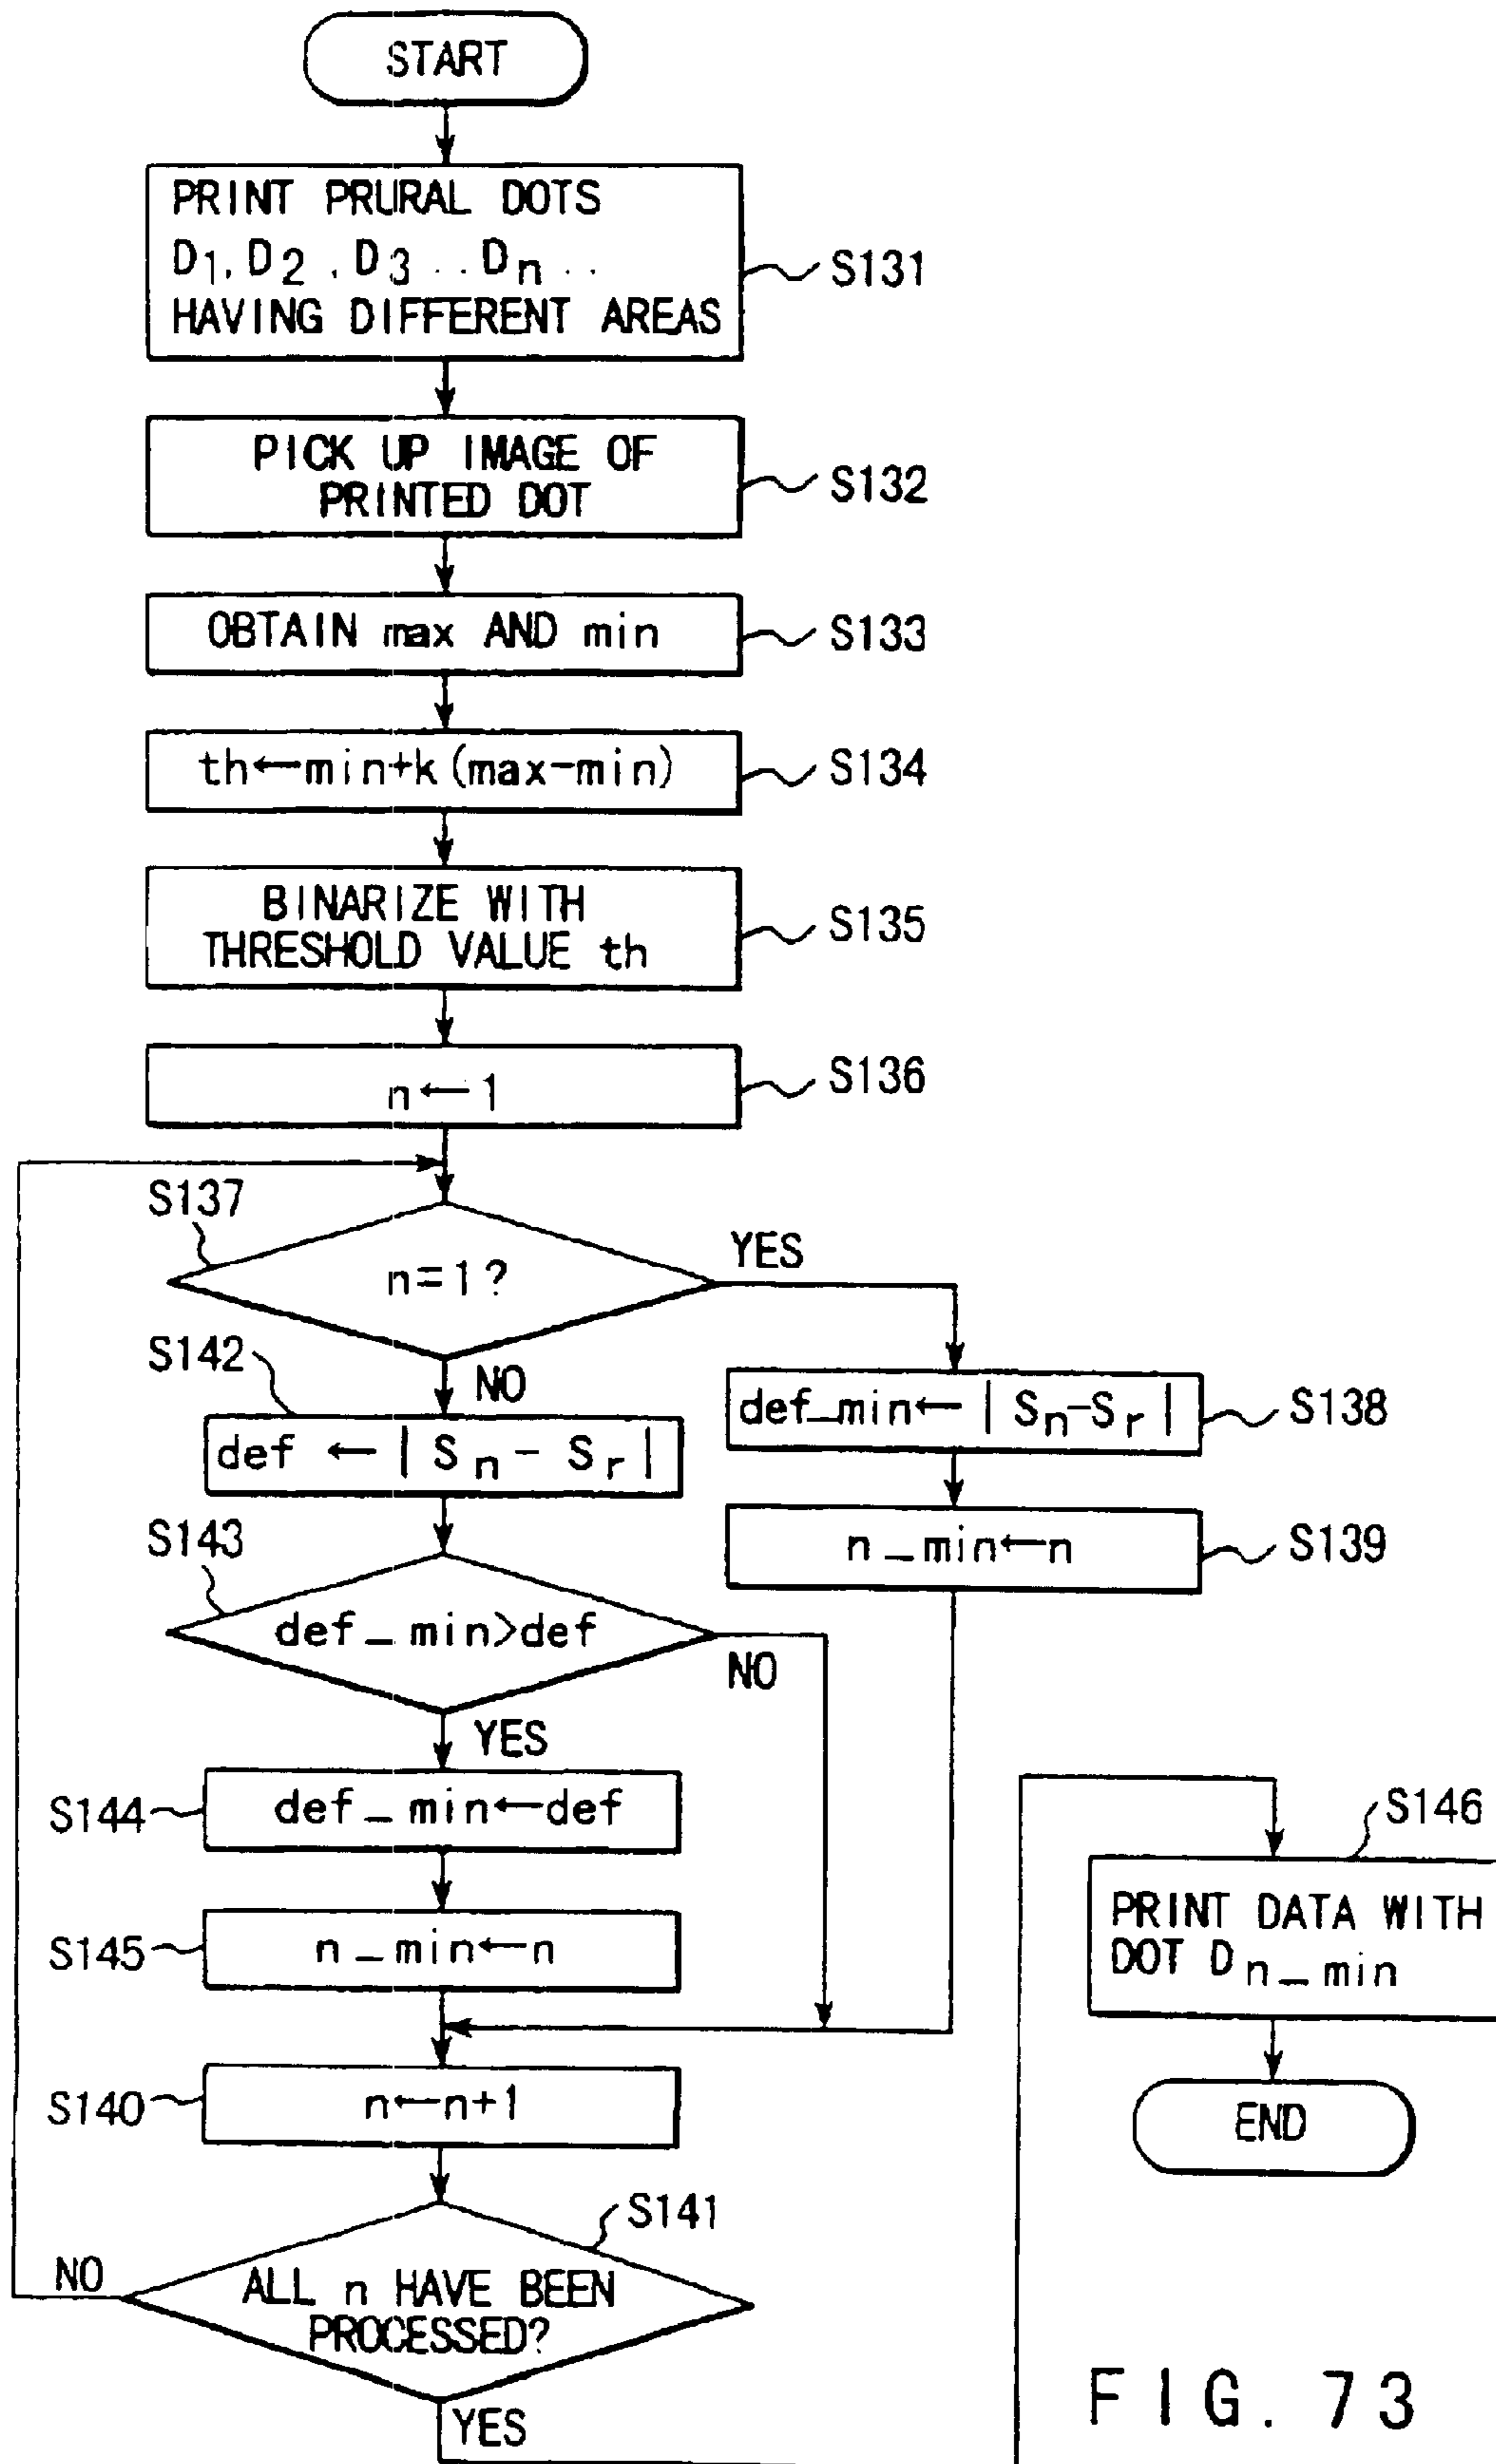 START
PRINT PRURAL DOTS
D1, D2 , D3 .. Dn ..
HAVING DIFFERENT AREAS
S131
PICK UP IMAGE OF
PRINTED DOT
S132
OBTAIN max AND min
S133
th←min+k(max-min)
S134
BINARIZE WITH
THRESHOLD VALUE th
S135
n←1
S136
S137
n=1?
YES
NO
S142
def ← | Sn - Sr |
def_min← | Sn-Sr |
S138
n_min←n
S139
S143
def_min>def
NO
YES
S144
def_min←def
S145
n_min←n
S140
n←n+1
S141
ALL n HAVE BEEN
PROCESSED?
NO
YES
S146
PRINT DATA WITH
DOT Dn_min
END
FIG. 73